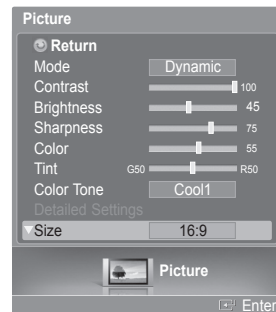 Picture
Return
Mode Dynamic
Contrast 100
Brightness 45
Sharpness 75
Color 55
Tint G50 R50
Color Tone Cool1
Detailed Settings
Size 16:9
Picture
Enter